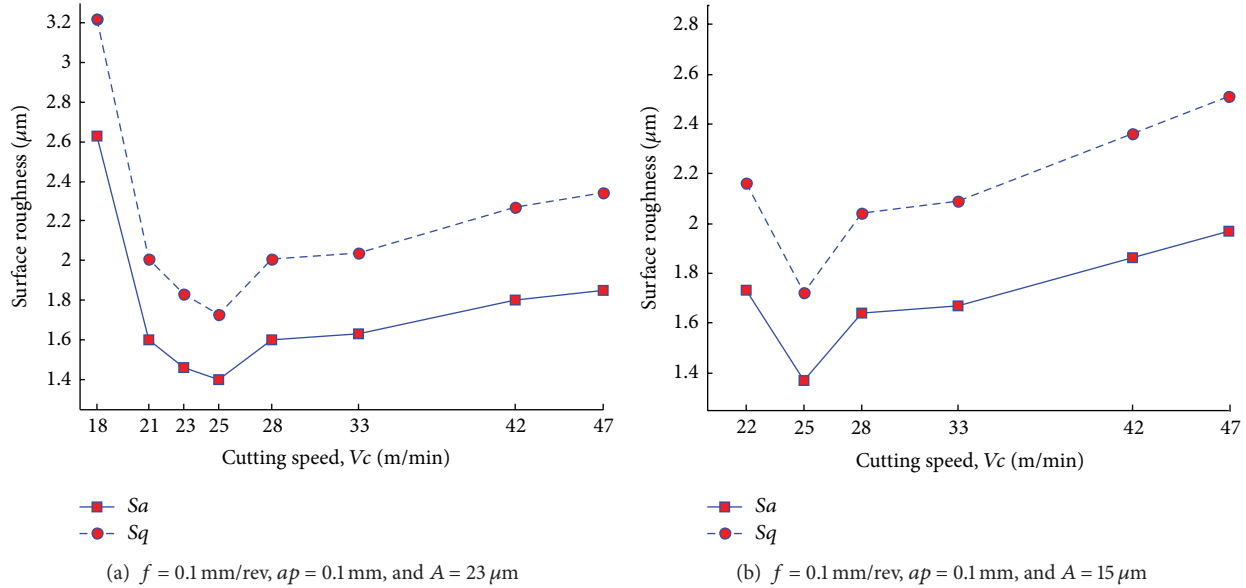 Surface roughness (μm)
3.2
3
2.8
2.6
2.4
2.2
2
1.8
1.6
1.4
18 21 23 25 28 33 42 47
Cutting speed, Vc (m/min)
Sa
Sq
(a) f = 0.1 mm/rev, ap = 0.1 mm, and A = 23 μm
Surface roughness (μm)
2.8
2.6
2.4
2.2
2
1.8
1.6
1.4
22 25 28 33 42 47
Cutting speed, Vc (m/min)
Sa
Sq
(b) f = 0.1 mm/rev, ap = 0.1 mm, and A = 15 μm